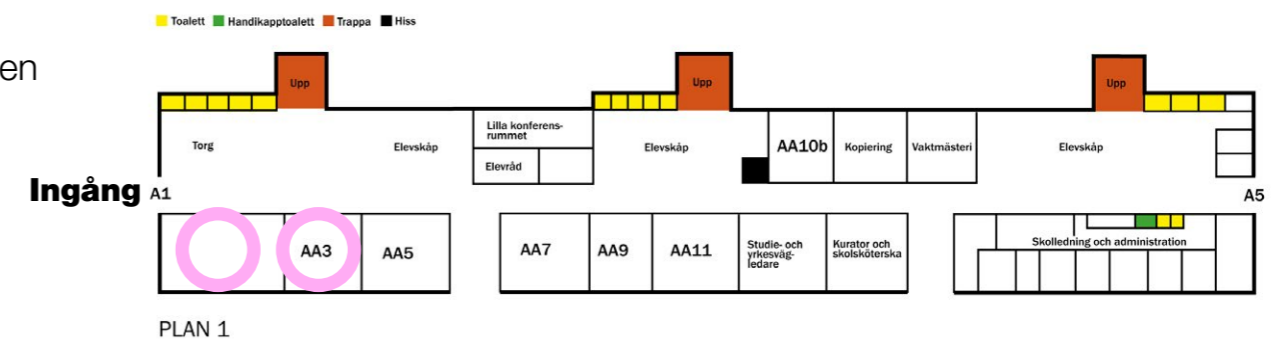 Toalett Handikapptoalett Trappa Hiss
en
Upp
Upp
Upp
Torg
Elevskåp
Lilla konferens-
rummet
Elevråd
Elevskåp
AA10b
Kopiering
Vaktmästeri
Elevskåp
Ingång
A1
A5
AA3
AA5
AA7
AA9
AA11
Studie- och
yrkesväg-
ledare
Kurator och
skolsköterska
Skolledning och administration
PLAN 1